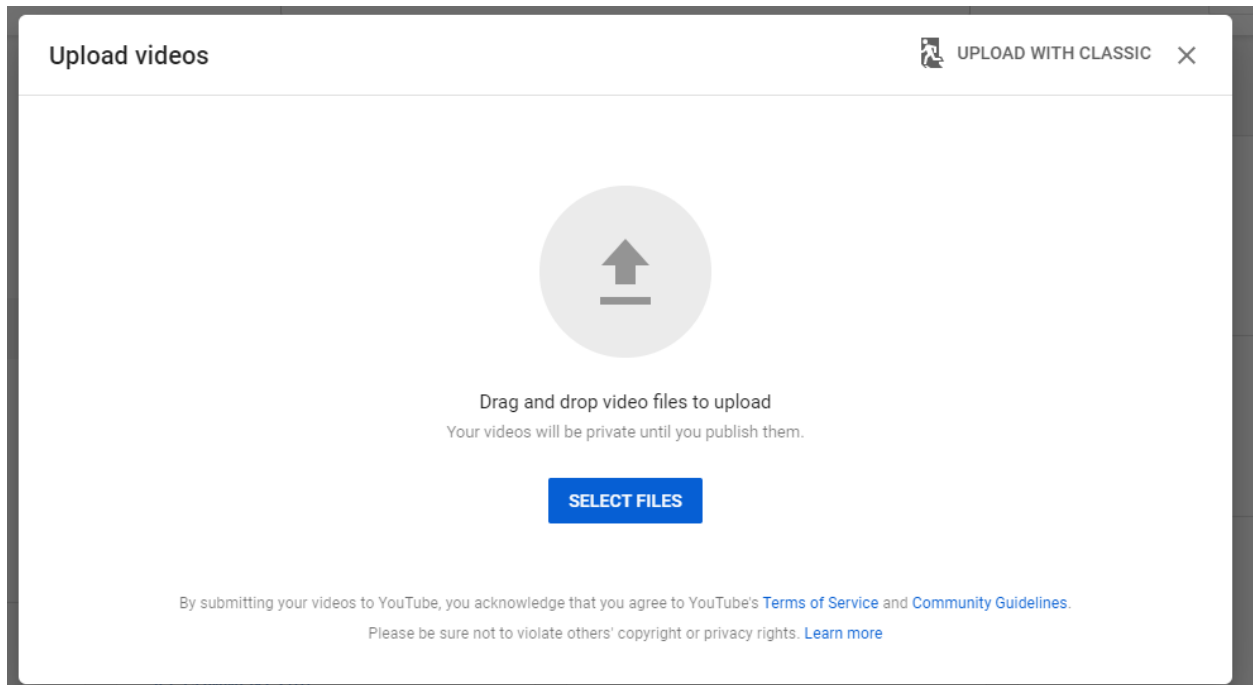 Upload videos
UPLOAD WITH CLASSIC
Drag and drop video files to upload
Your videos will be private until you publish them.
SELECT FILES
By submitting your videos to YouTube, you acknowledge that you agree to YouTube's Terms of Service and Community Guidelines.
Please be sure not to violate others' copyright or privacy rights. Learn more